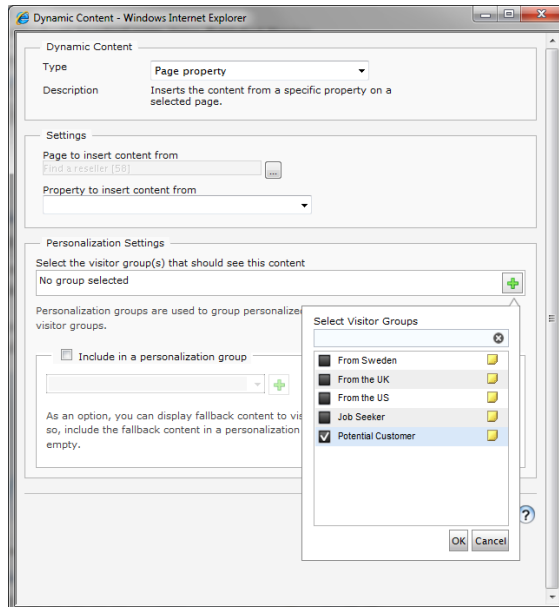 Dynamic Content - Windows Internet Explorer
Dynamic Content
Type
Page property
Description
Inserts the content from a specific property on a
selected page.
Settings
Page to insert content from
Find a reseller [58]
...
Property to insert content from
Personalization Settings
Select the visitor group(s) that should see this content
No group selected
Personalization groups are used to group personalized
visitor groups.
Select Visitor Groups
Include in a personalization group
From Sweden
From the UK
From the US
Job Seeker
Potential Customer
As an option, you can display fallback content to
so, include the fallback content in a personalization
empty.
?
OK Cancel